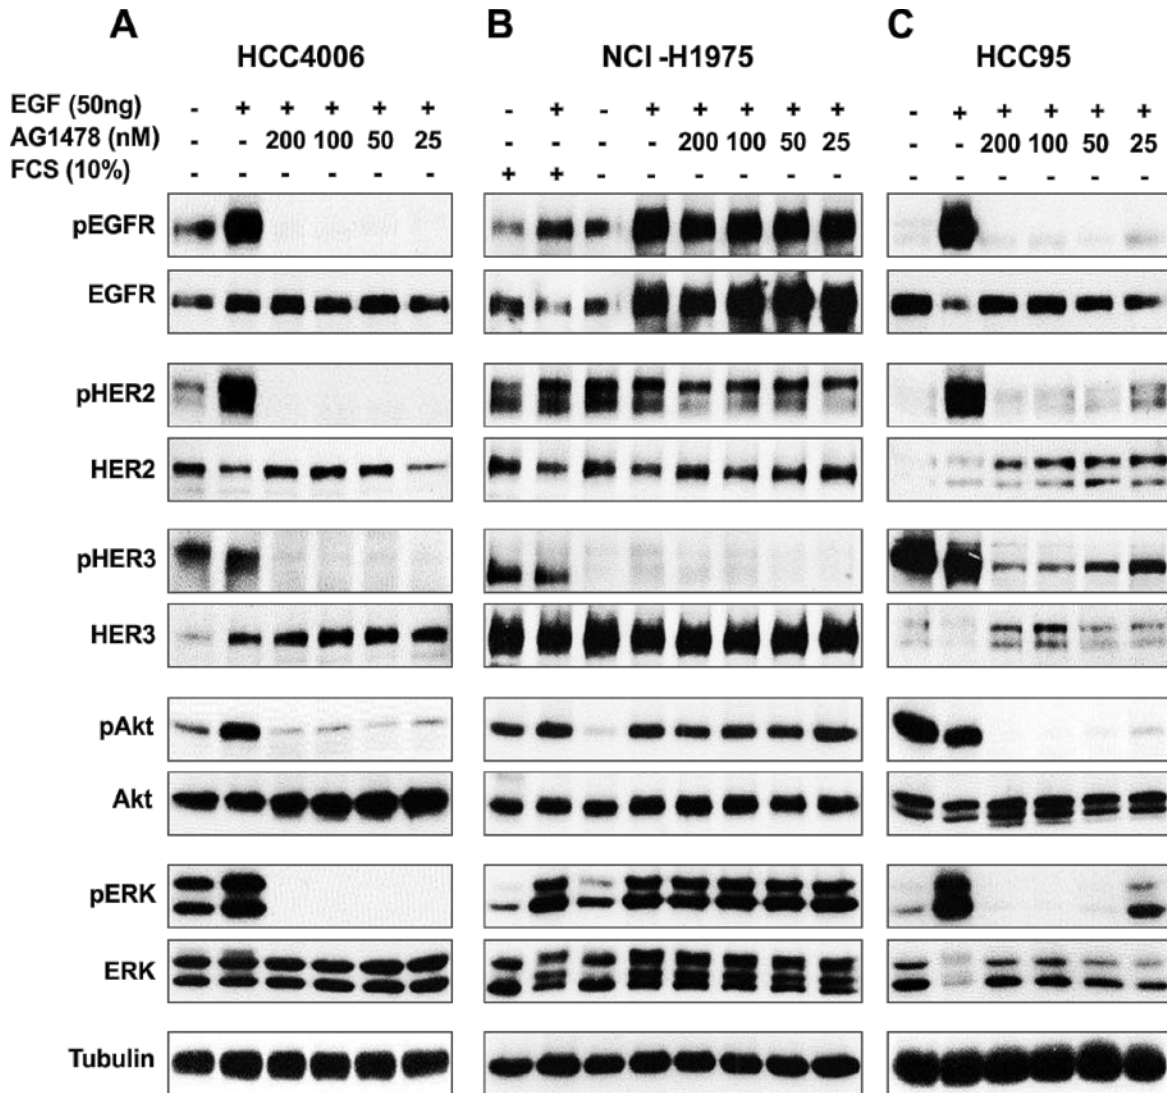 A B C
HCC4006 NCI -H1975 HCC95
EGF (50ng) - + + + + + - + - + + + + + - + + + + +
AG1478 (nM) - - 200 100 50 25 - - - - 200 100 50 25 - - 200 100 50 25
FCS (10%) - - - - - - + + - - - - - - - - - - - -
pEGFR
EGFR
pHER2
HER2
pHER3
HER3
pAkt
Akt
pERK
ERK
Tubulin